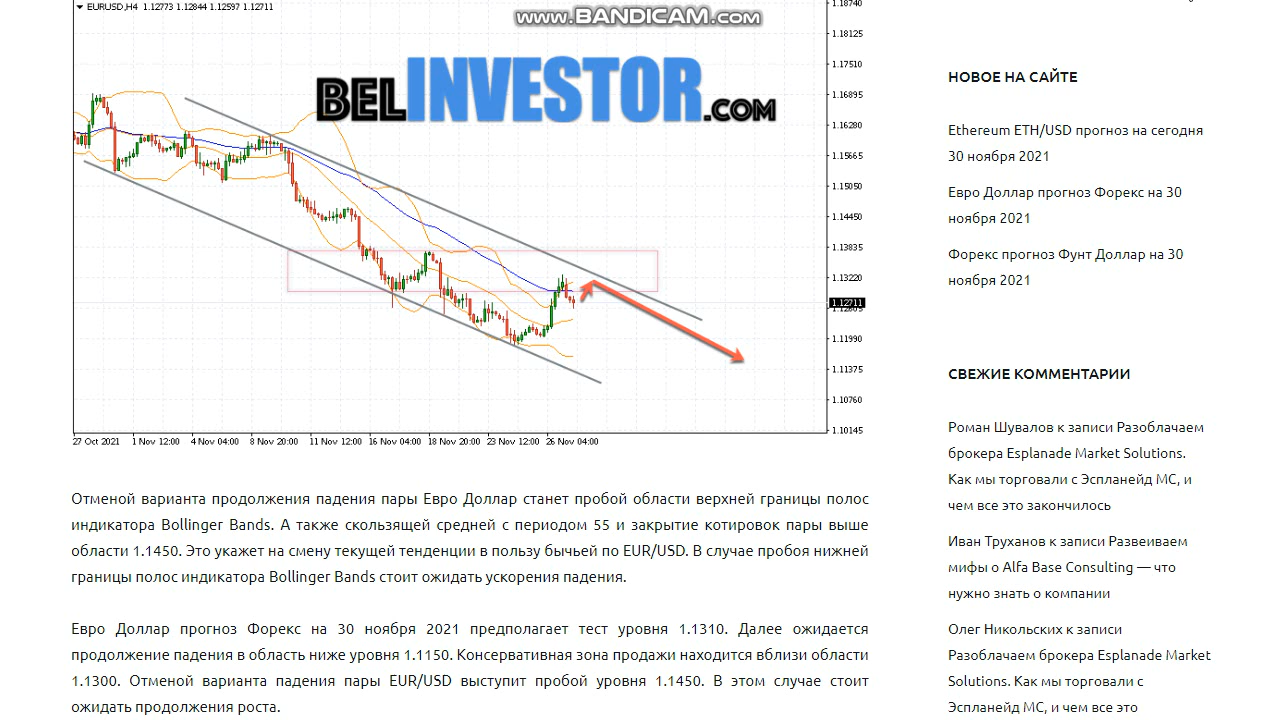 EURUSD,H4 1.12773 1.12844 1.12597 1.12711
WWW.BANDICAM.COM
BELINVESTOR.COM
1.18740
1.18125
1.17510
1.16895
1.16280
1.15665
1.15050
1.14450
1.13835
1.13220
1.12711
1.12605
1.11990
1.11375
1.10760
1.10145
27 Oct 2021 1 Nov 12:00 4 Nov 04:00 8 Nov 20:00 11 Nov 12:00 16 Nov 04:00 18 Nov 20:00 23 Nov 12:00 26 Nov 04:00
Отменой варианта продолжения падения пары Евро Доллар станет пробой области верхней границы полос
индикатора Bollinger Bands. А также скользящей средней с периодом 55 и закрытие котировок пары выше
области 1.1450. Это укажет на смену текущей тенденции в пользу бычьей по EUR/USD. В случае пробоя нижней
границы полос индикатора Bollinger Bands стоит ожидать ускорения падения.
Евро Доллар прогноз Форекс на 30 ноября 2021 предполагает тест уровня 1.1310. Далее ожидается
продолжение падения в область ниже уровня 1.1150. Консервативная зона продажи находится вблизи области
1.1300. Отменой варианта падения пары EUR/USD выступит пробой уровня 1.1450. В этом случае стоит
ожидать продолжения роста.
НОВОЕ НА САЙТЕ
Ethereum ETH/USD прогноз на сегодня
30 ноября 2021
Евро Доллар прогноз Форекс на 30
ноября 2021
Форекс прогноз Фунт Доллар на 30
ноября 2021
СВЕЖИЕ КОММЕНТАРИИ
Роман Шувалов к записи Разоблачаем
брокера Esplanade Market Solutions.
Как мы торговали с Эспланейд МС, и
чем все это закончилось
Иван Труханов к записи Развеиваем
мифы о Alfa Base Consulting — что
нужно знать о компании
Олег Никольских к записи
Разоблачаем брокера Esplanade Market
Solutions. Как мы торговали с
Эспланейд МС, и чем все это